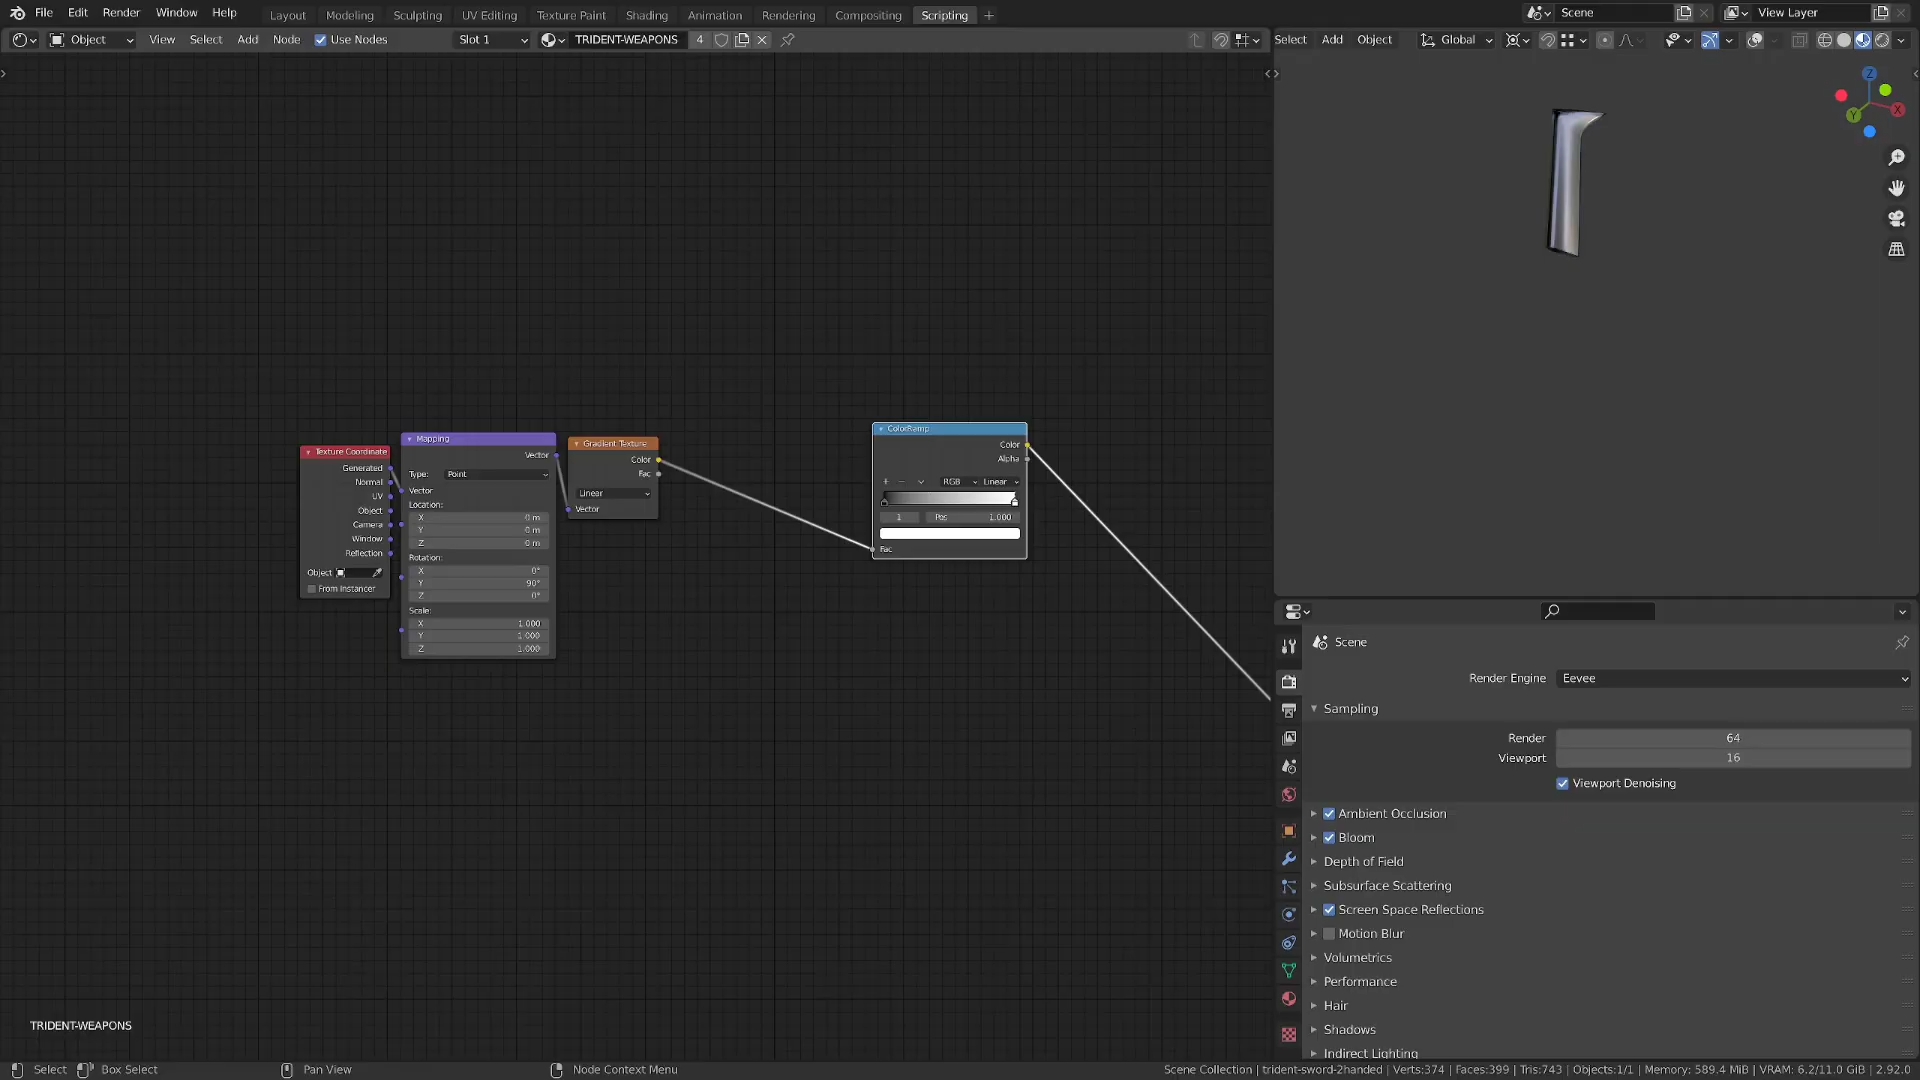 File Edit Render Window Help Layout Modeling Sculpting UV Editing Texture Paint Shading Animation Rendering Compositing Scripting + Scene View Layer
Object View Select Add Node Use Nodes Slot 1 TRIDENT-WEAPONS 4 Select Add Object Global
Z
X
Y
ColorRamp
Color
Alpha
+ − RGB Linear
1 Pos 1.000
Fac
Mapping
Vector
Type: Point
Vector
Location:
X 0 m
Y 0 m
Z 0 m
Rotation:
X 0°
Y 90°
Z 0°
Scale:
X 1.000
Y 1.000
Z 1.000
Gradient Texture
Color
Fac
Linear
Vector
Texture Coordinate
Generated
Normal
UV
Object
Camera
Window
Reflection
Object
From Instancer
Scene
Render Engine Eevee
Sampling
Render 64
Viewport 16
Viewport Denoising
Ambient Occlusion
Bloom
Depth of Field
Subsurface Scattering
Screen Space Reflections
Motion Blur
Volumetrics
Performance
Hair
Shadows
Indirect Lighting
TRIDENT-WEAPONS
Select Box Select Pan View Node Context Menu Scene Collection | trident-sword-2handed | Verts:374 | Faces:399 | Tris:743 | Objects:1/1 | Memory: 589.4 MiB | VRAM: 6.2/11.0 GiB | 2.92.0